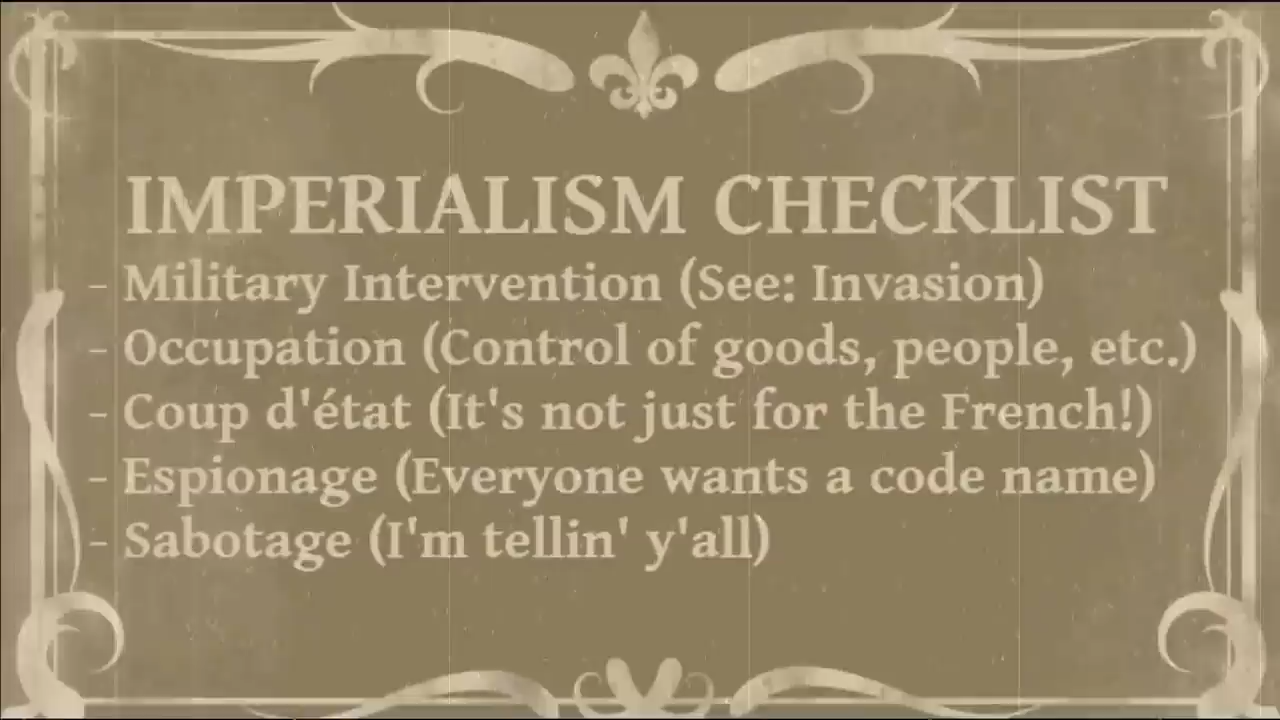 IMPERIALISM CHECKLIST
- Military Intervention (See: Invasion)
- Occupation (Control of goods, people, etc.)
- Coup d'état (It's not just for the French!)
- Espionage (Everyone wants a code name)
- Sabotage (I'm tellin' y'all)